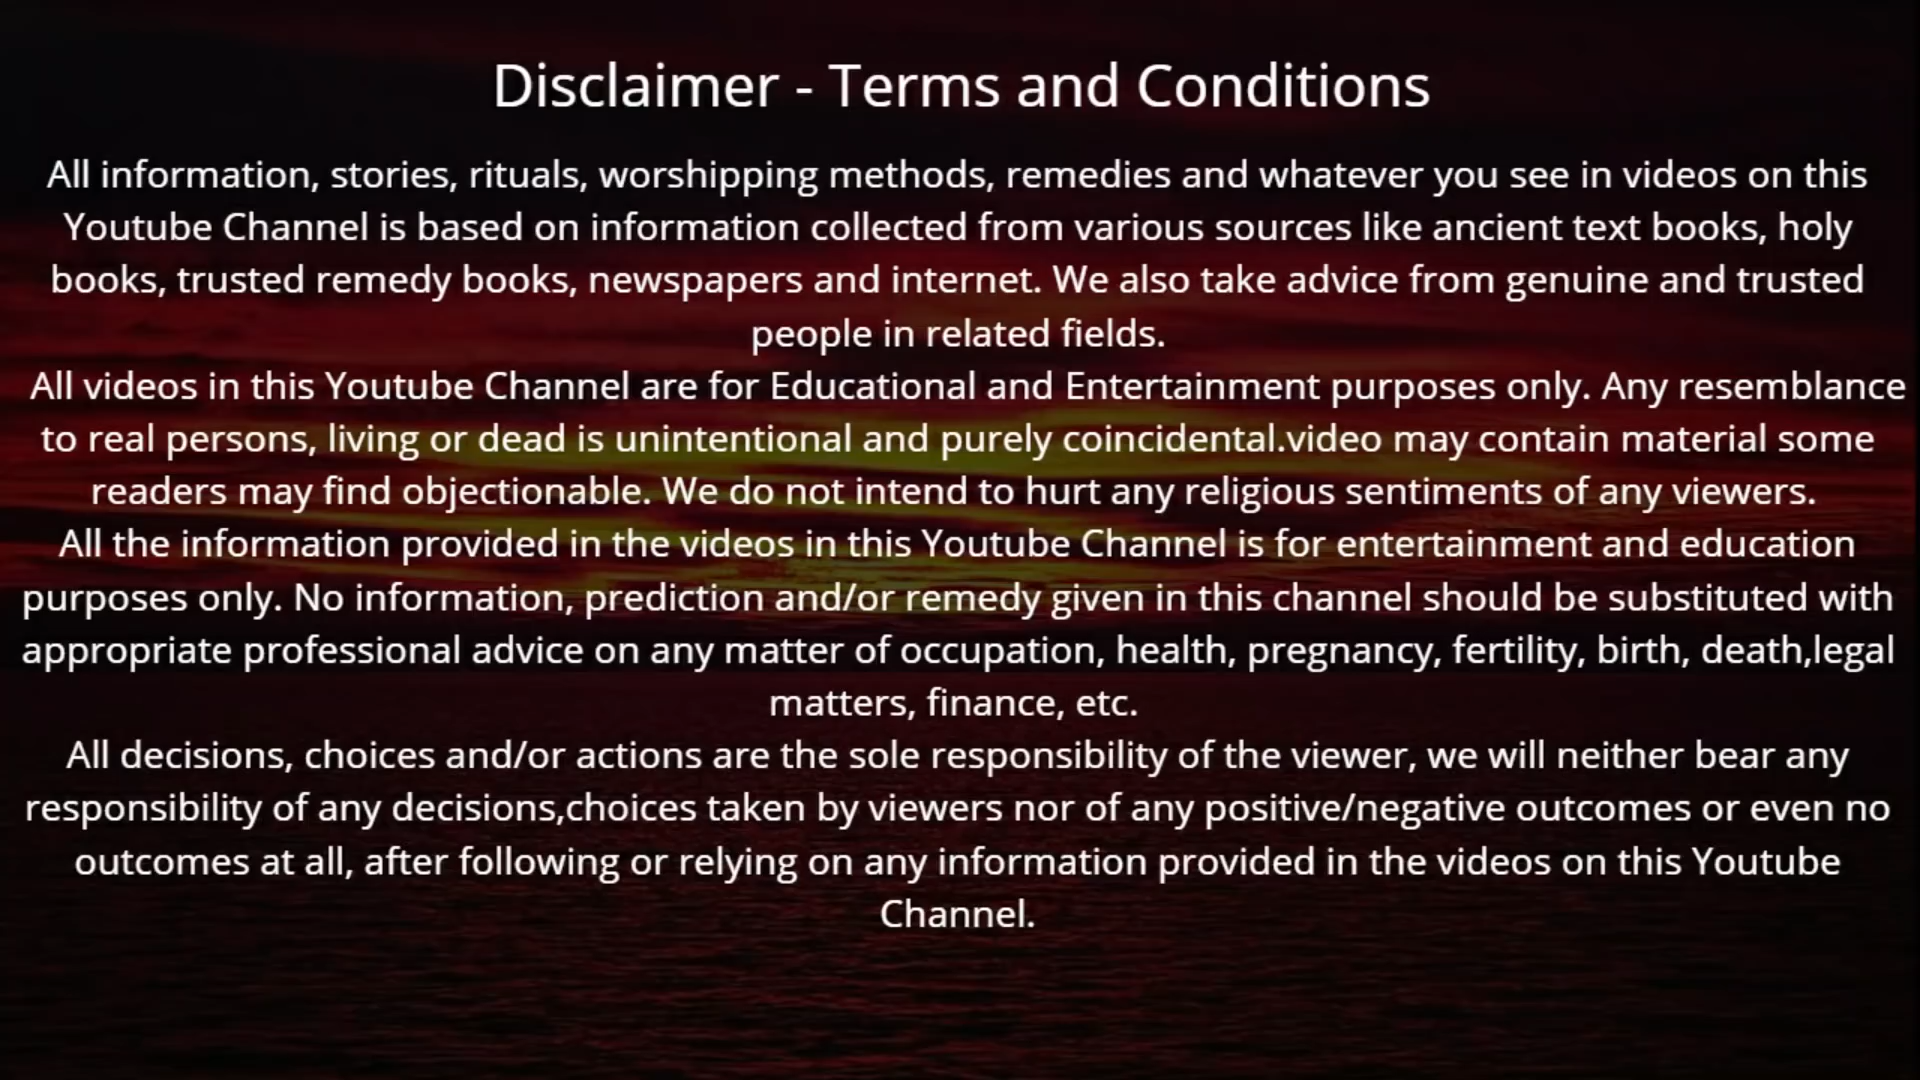 Disclaimer - Terms and Conditions
All information, stories, rituals, worshipping methods, remedies and whatever you see in videos on this
Youtube Channel is based on information collected from various sources like ancient text books, holy
books, trusted remedy books, newspapers and internet. We also take advice from genuine and trusted
people in related fields.
All videos in this Youtube Channel are for Educational and Entertainment purposes only. Any resemblance
to real persons, living or dead is unintentional and purely coincidental.video may contain material some
readers may find objectionable. We do not intend to hurt any religious sentiments of any viewers.
All the information provided in the videos in this Youtube Channel is for entertainment and education
purposes only. No information, prediction and/or remedy given in this channel should be substituted with
appropriate professional advice on any matter of occupation, health, pregnancy, fertility, birth, death,legal
matters, finance, etc.
All decisions, choices and/or actions are the sole responsibility of the viewer, we will neither bear any
responsibility of any decisions,choices taken by viewers nor of any positive/negative outcomes or even no
outcomes at all, after following or relying on any information provided in the videos on this Youtube
Channel.